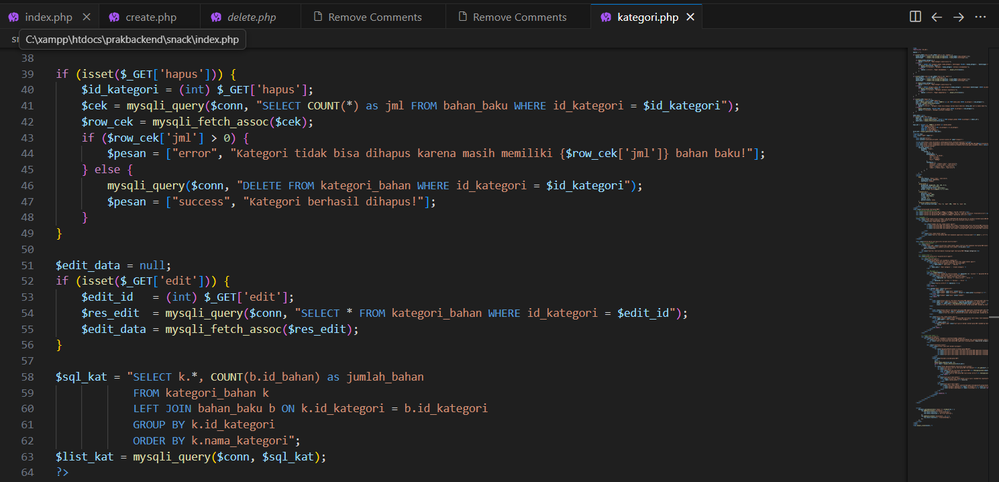 index.php
create.php
delete.php
Remove Comments
Remove Comments
kategori.php
C:\xampp\htdocs\prakbackend\snack\index.php
38
39 if (isset($_GET['hapus'])) {
40     $id_kategori = (int) $_GET['hapus'];
41     $cek = mysqli_query($conn, "SELECT COUNT(*) as jml FROM bahan_baku WHERE id_kategori = $id_kategori");
42     $row_cek = mysqli_fetch_assoc($cek);
43     if ($row_cek['jml'] > 0) {
44         $pesan = ["error", "Kategori tidak bisa dihapus karena masih memiliki {$row_cek['jml']} bahan baku!"];
45     } else {
46         mysqli_query($conn, "DELETE FROM kategori_bahan WHERE id_kategori = $id_kategori");
47         $pesan = ["success", "Kategori berhasil dihapus!"];
48     }
49 }
50
51 $edit_data = null;
52 if (isset($_GET['edit'])) {
53     $edit_id   = (int) $_GET['edit'];
54     $res_edit  = mysqli_query($conn, "SELECT * FROM kategori_bahan WHERE id_kategori = $edit_id");
55     $edit_data = mysqli_fetch_assoc($res_edit);
56 }
57
58 $sql_kat = "SELECT k.*, COUNT(b.id_bahan) as jumlah_bahan
59             FROM kategori_bahan k
60             LEFT JOIN bahan_baku b ON k.id_kategori = b.id_kategori
61             GROUP BY k.id_kategori
62             ORDER BY k.nama_kategori";
63 $list_kat = mysqli_query($conn, $sql_kat);
64 ?>